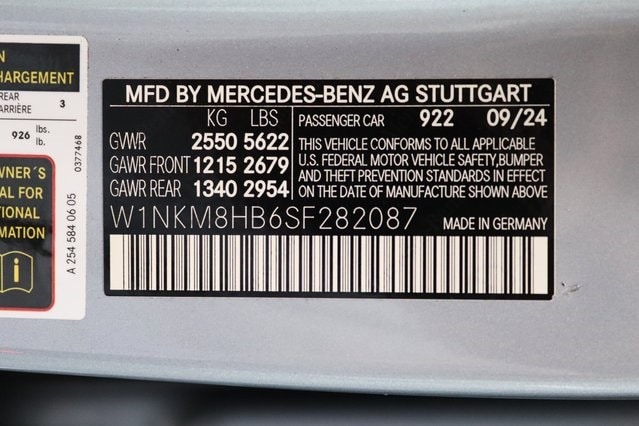 N
HARGEMENT
REAR
ARRIÈRE 3
926 lbs.
lb.
0377468
WNER´S
AL FOR
TIONAL
MATION
i
A 254 584 06 05
MFD BY MERCEDES-BENZ AG STUTTGART
KG LBS PASSENGER CAR 922 09/24
GVWR 2550 5622
GAWR FRONT 1215 2679
GAWR REAR 1340 2954
THIS VEHICLE CONFORMS TO ALL APPLICABLE
U.S. FEDERAL MOTOR VEHICLE SAFETY,BUMPER
AND THEFT PREVENTION STANDARDS IN EFFECT
ON THE DATE OF MANUFACTURE SHOWN ABOVE
W1NKM8HB6SF282087 MADE IN GERMANY